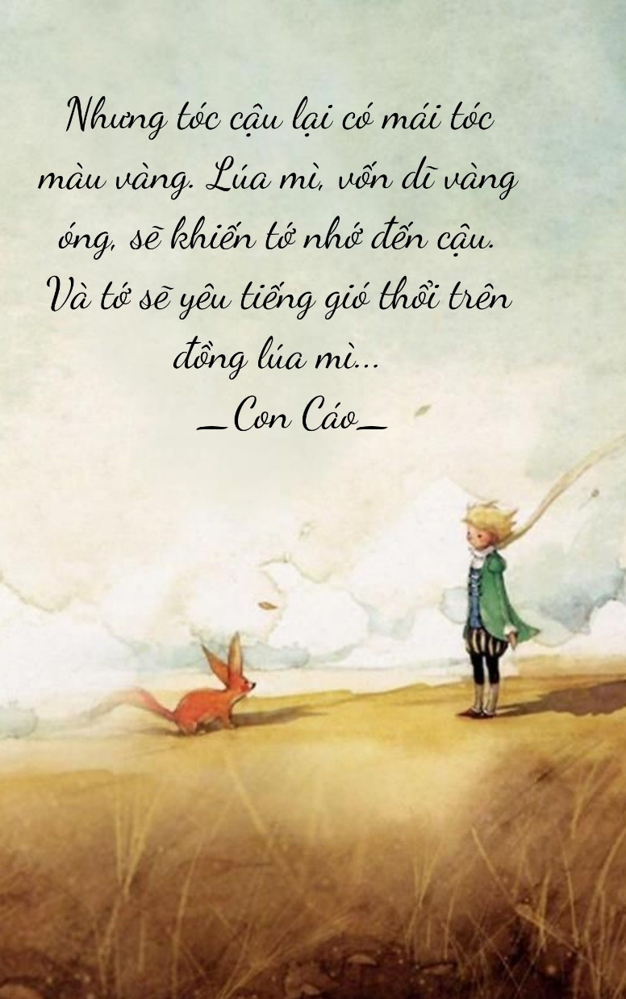 Nhưng tóc cậu lại có mái tóc
màu vàng. Lúa mì, vốn dĩ vàng
óng, sẽ khiến tớ nhớ đến cậu.
Và tớ sẽ yêu tiếng gió thổi trên
đồng lúa mì...
_Con Cáo_